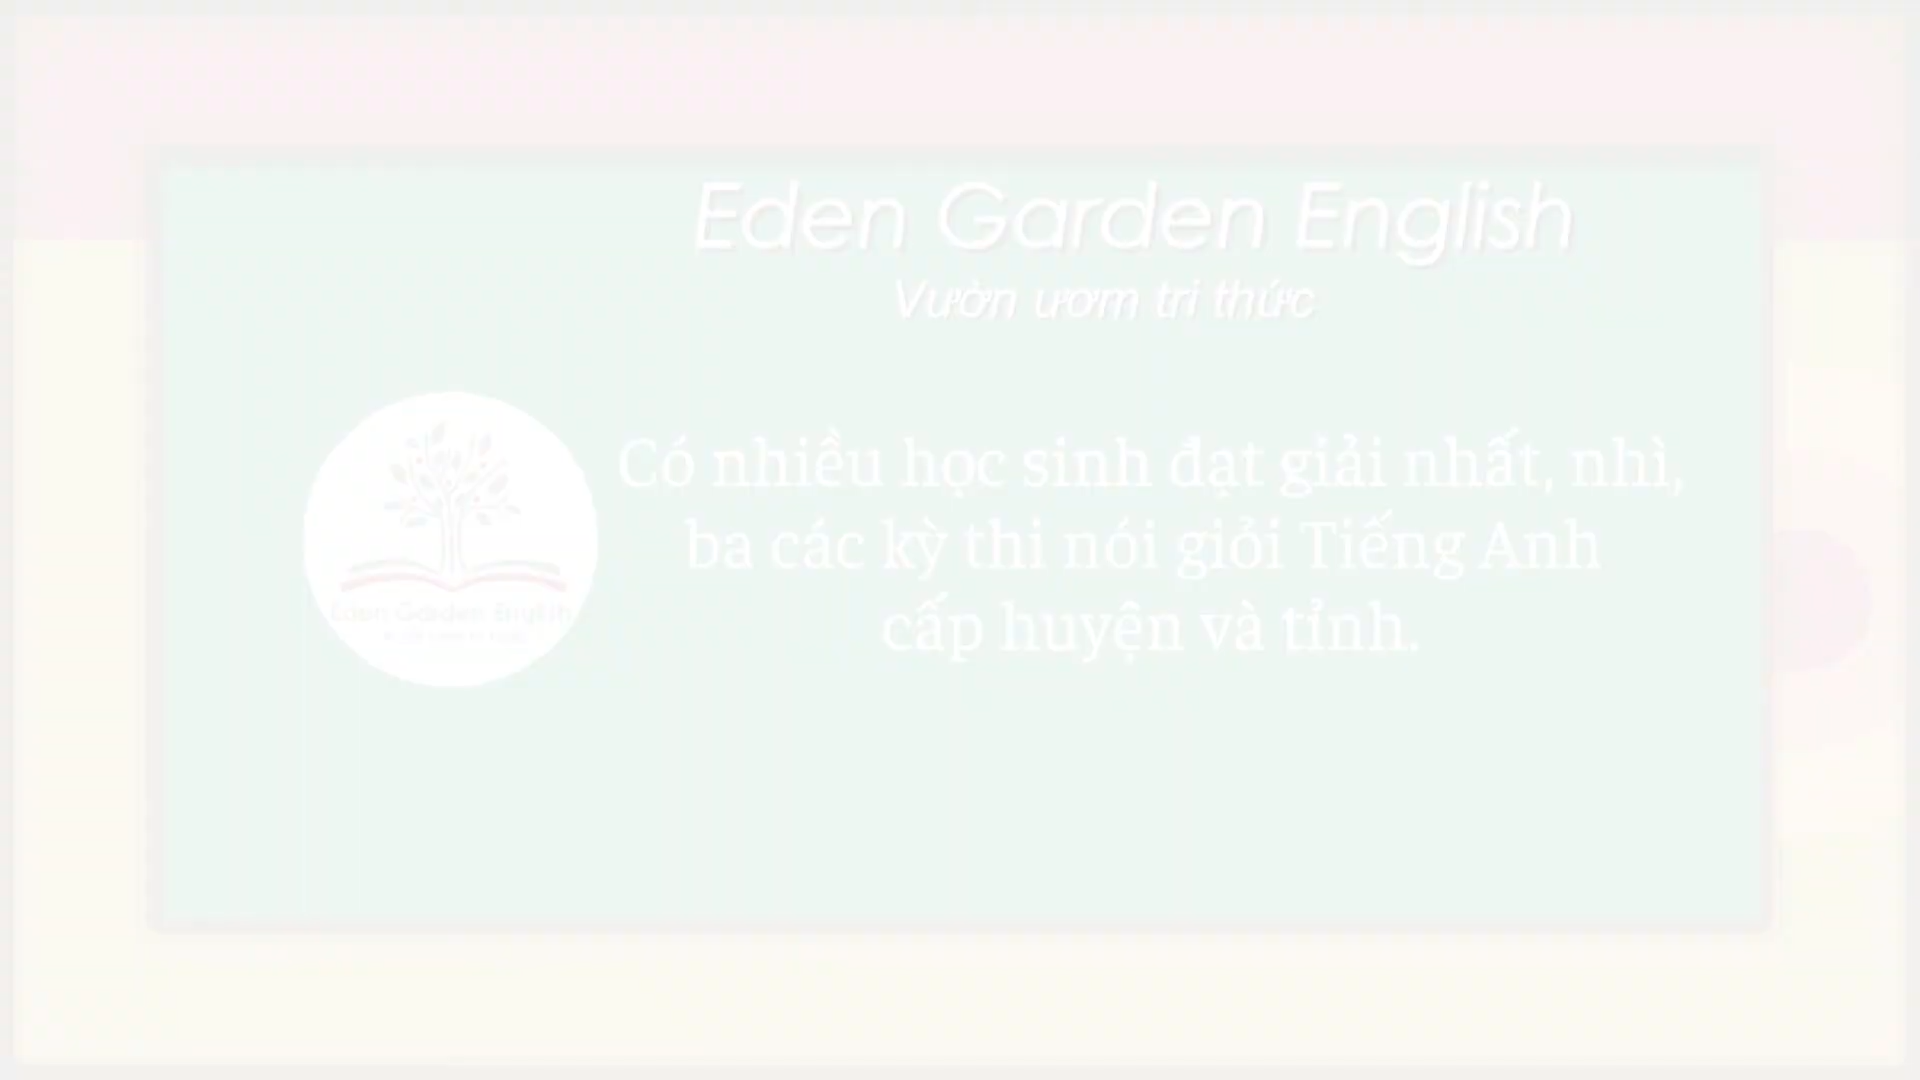 Eden Garden English
Vườn ươm tri thức
Có nhiều học sinh đạt giải nhất, nhì,
ba các kỳ thi nói giỏi Tiếng Anh
cấp huyện và tỉnh.
Eden Garden English